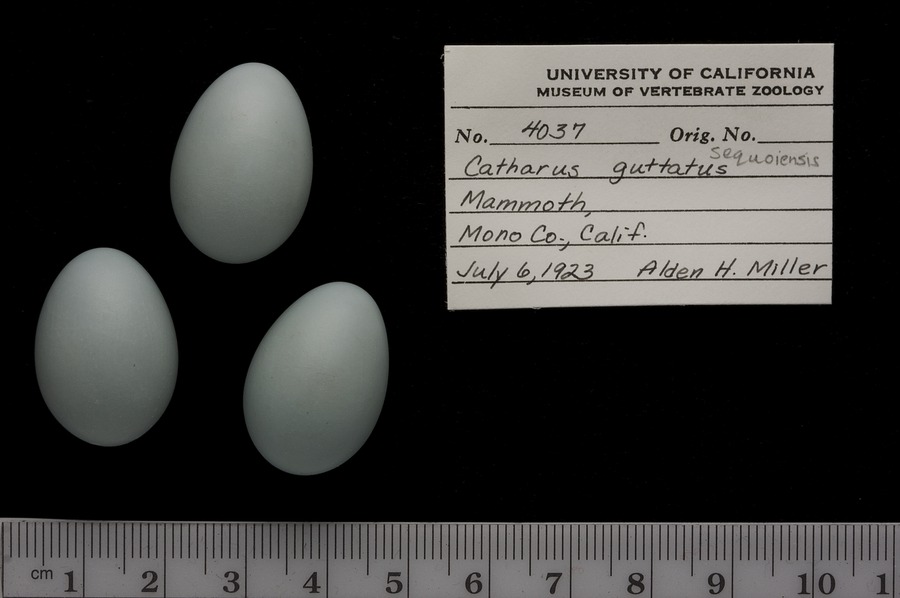 UNIVERSITY OF CALIFORNIA
MUSEUM OF VERTEBRATE ZOOLOGY
No. 4037 Orig. No.
Catharus guttatus sequoiensis
Mammoth,
Mono Co., Calif.
July 6, 1923 Alden H. Miller
cm 1 2 3 4 5 6 7 8 9 10 1